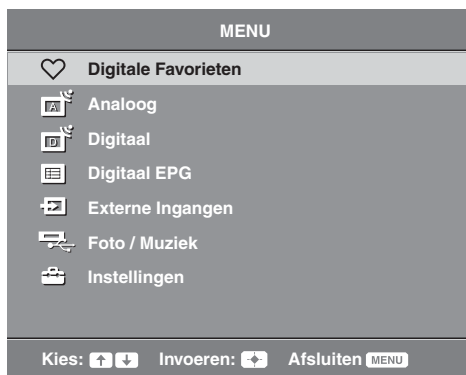 MENU
Digitale Favorieten
A Analoog
D Digitaal
Digitaal EPG
Externe Ingangen
Foto / Muziek
Instellingen
Kies: ↑ ↓ Invoeren: Afsluiten MENU